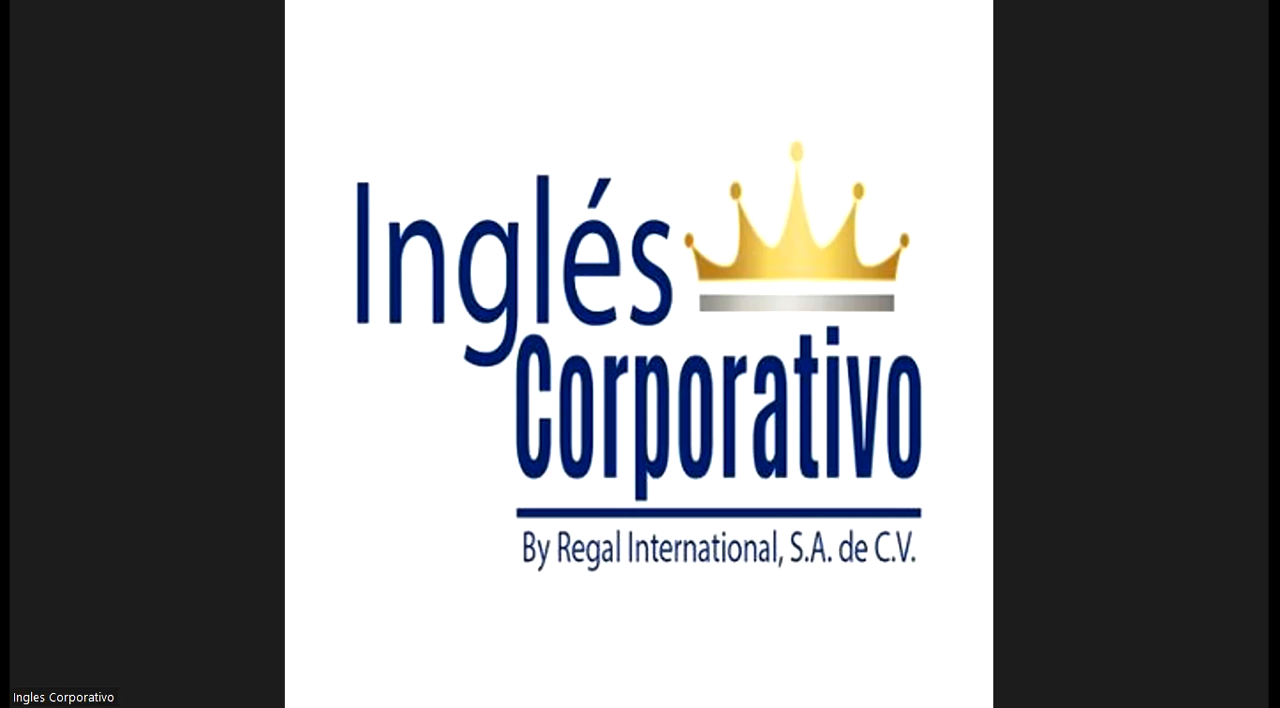 Inglés
Corporativo
By Regal International, S.A. de C.V.
Ingles Corporativo